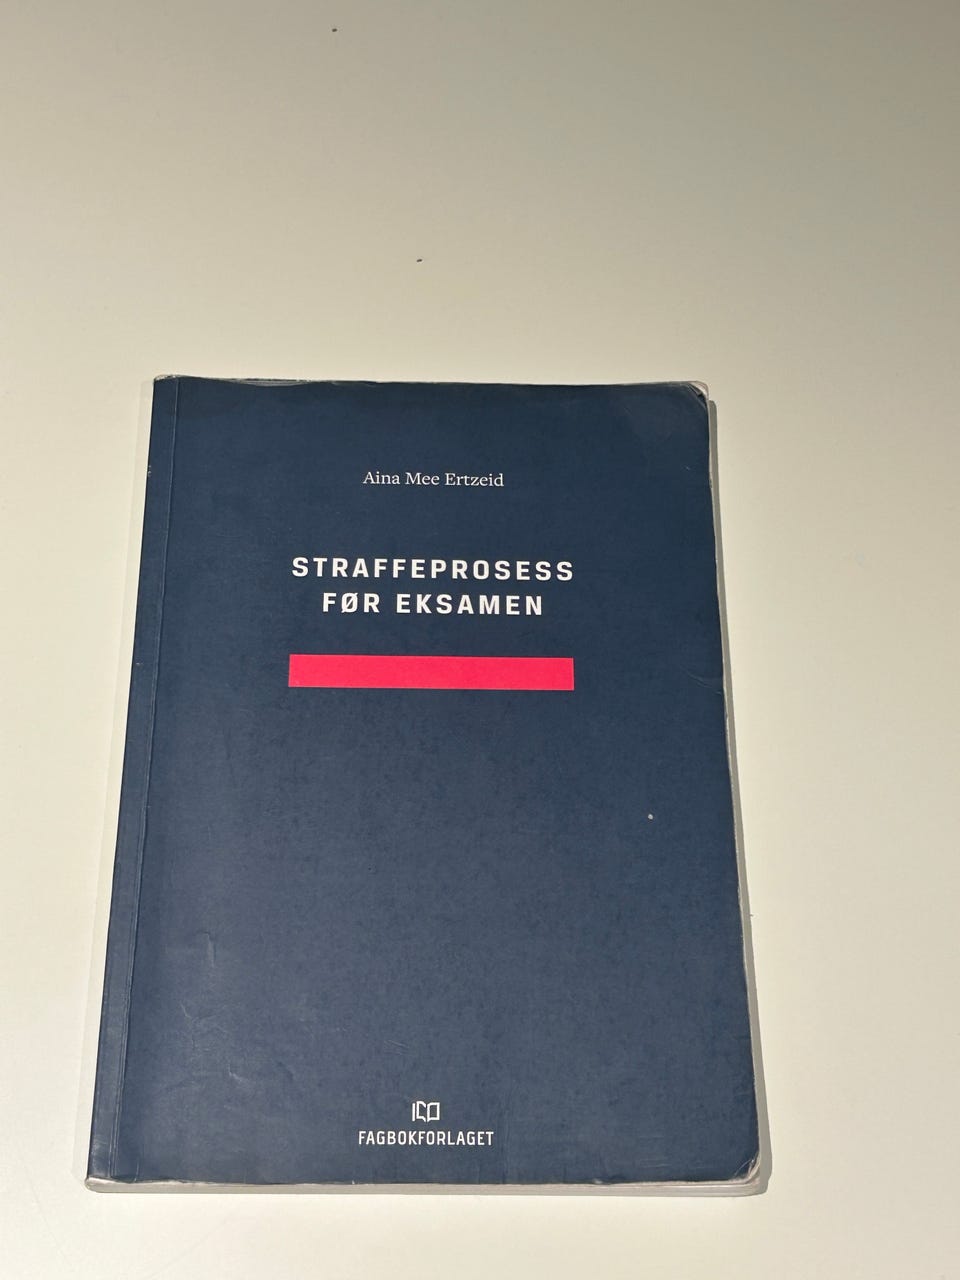 Aina Mee Ertzeid
STRAFFEPROSESS
FØR EKSAMEN
FAGBOKFORLAGET